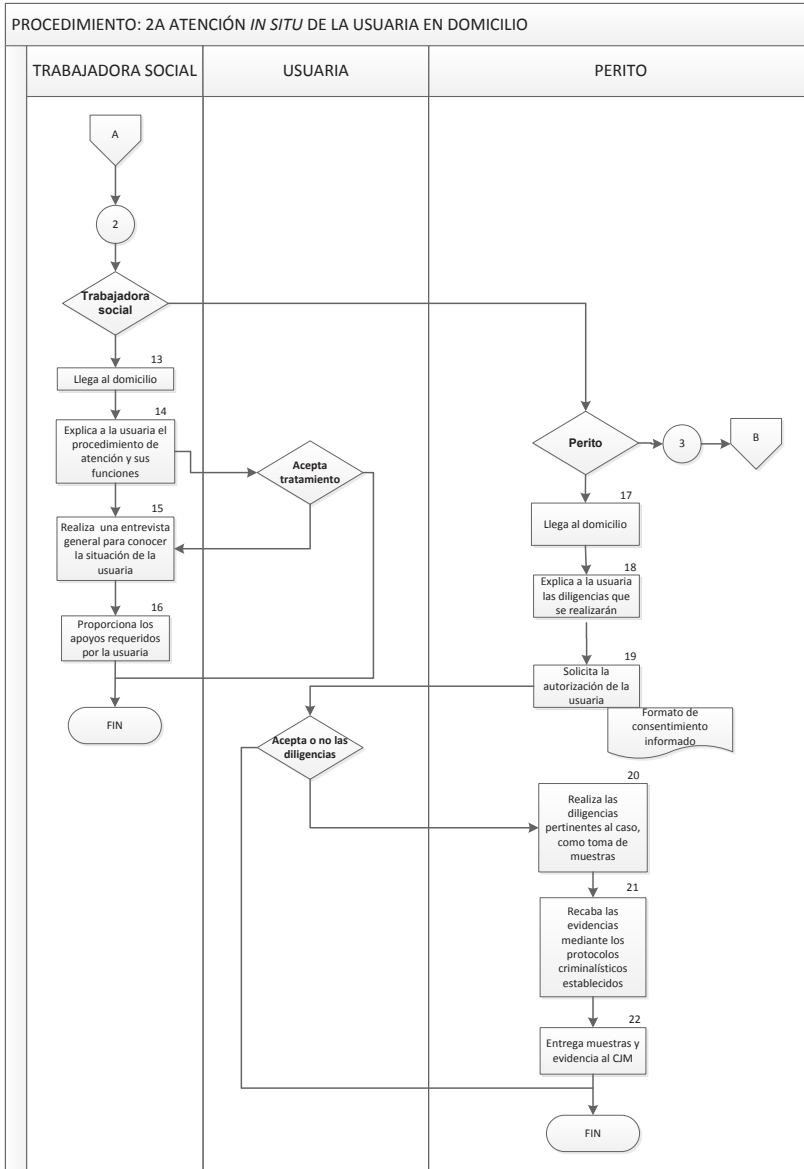 PROCEDIMIENTO: 2A ATENCIÓN IN SITU DE LA USUARIA EN DOMICILIO
TRABAJADORA SOCIAL
USUARIA
PERITO
A
2
Trabajadora
social
13
Llega al domicilio
14
Explica a la usuaria el
procedimiento de
atención y sus
funciones
Acepta
tratamiento
15
Realiza una entrevista
general para conocer
la situación de la
usuaria
16
Proporciona los
apoyos requeridos
por la usuaria
FIN
Perito
3
B
17
Llega al domicilio
18
Explica a la usuaria
las diligencias que
se realizarán
19
Solicita la
autorización de la
usuaria
Formato de
consentimiento
informado
Acepta o no las
diligencias
20
Realiza las
diligencias
pertinentes al caso,
como toma de
muestras
21
Recaba las
evidencias
mediante los
protocolos
criminalísticos
establecidos
22
Entrega muestras y
evidencia al CJM
FIN